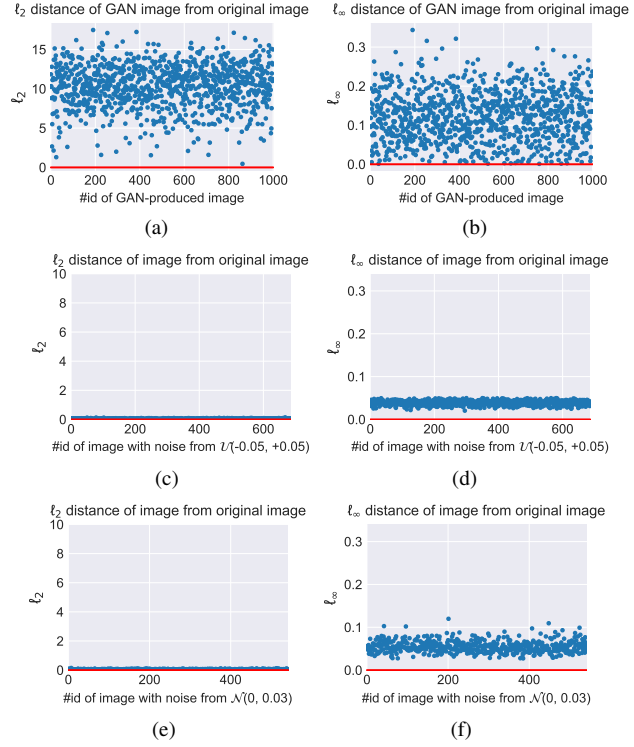 ℓ₂ distance of GAN image from original image
15
10
5
0
ℓ₂
0 200 400 600 800 1000
#id of GAN-produced image
(a)
ℓ∞ distance of GAN image from original image
0.3
0.2
0.1
0.0
ℓ∞
0 200 400 600 800 1000
#id of GAN-produced image
(b)
ℓ₂ distance of image from original image
10
8
6
4
2
0
ℓ₂
0 200 400 600
#id of image with noise from 𝒰(-0.05, +0.05)
(c)
ℓ∞ distance of image from original image
0.3
0.2
0.1
0.0
ℓ∞
0 200 400 600
#id of image with noise from 𝒰(-0.05, +0.05)
(d)
ℓ₂ distance of image from original image
10
8
6
4
2
0
ℓ₂
0 200 400
#id of image with noise from 𝒩(0, 0.03)
(e)
ℓ∞ distance of image from original image
0.3
0.2
0.1
0.0
ℓ∞
0 200 400
#id of image with noise from 𝒩(0, 0.03)
(f)